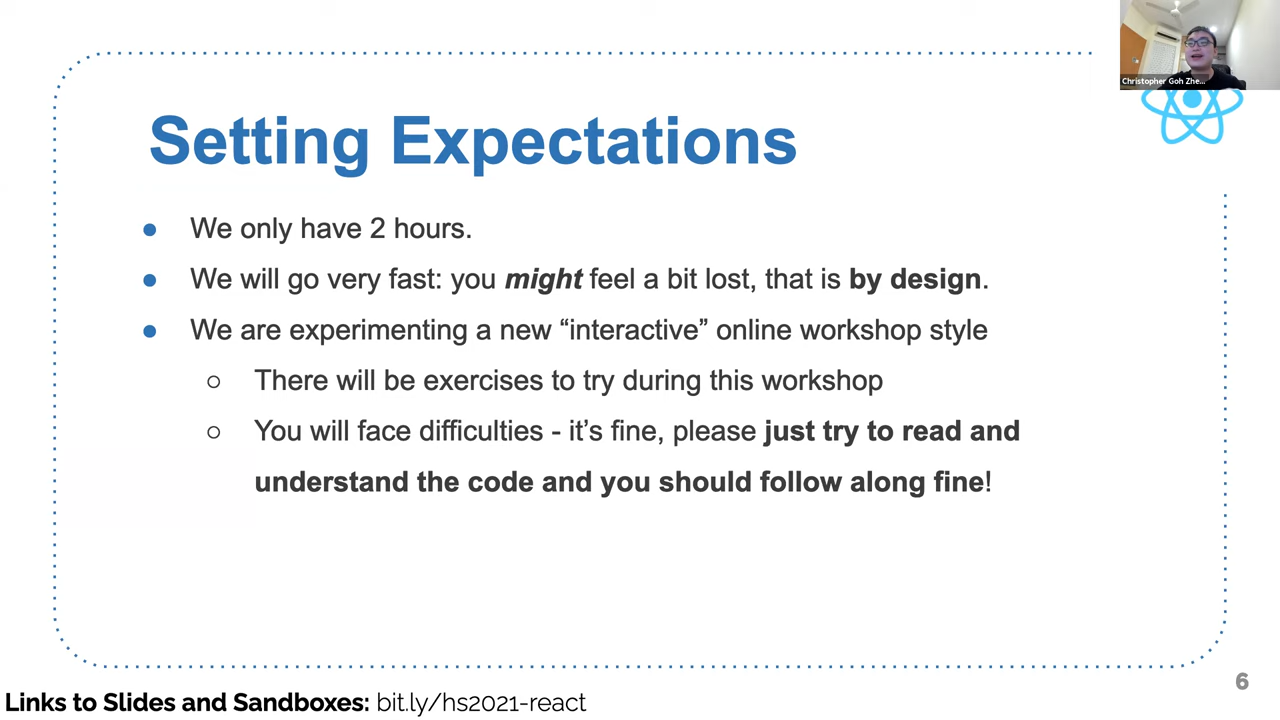 Christopher Goh Zhe...
Setting Expectations
● We only have 2 hours.
● We will go very fast: you might feel a bit lost, that is by design.
● We are experimenting a new “interactive” online workshop style
○ There will be exercises to try during this workshop
○ You will face difficulties - it’s fine, please just try to read and
understand the code and you should follow along fine!
6
Links to Slides and Sandboxes: bit.ly/hs2021-react